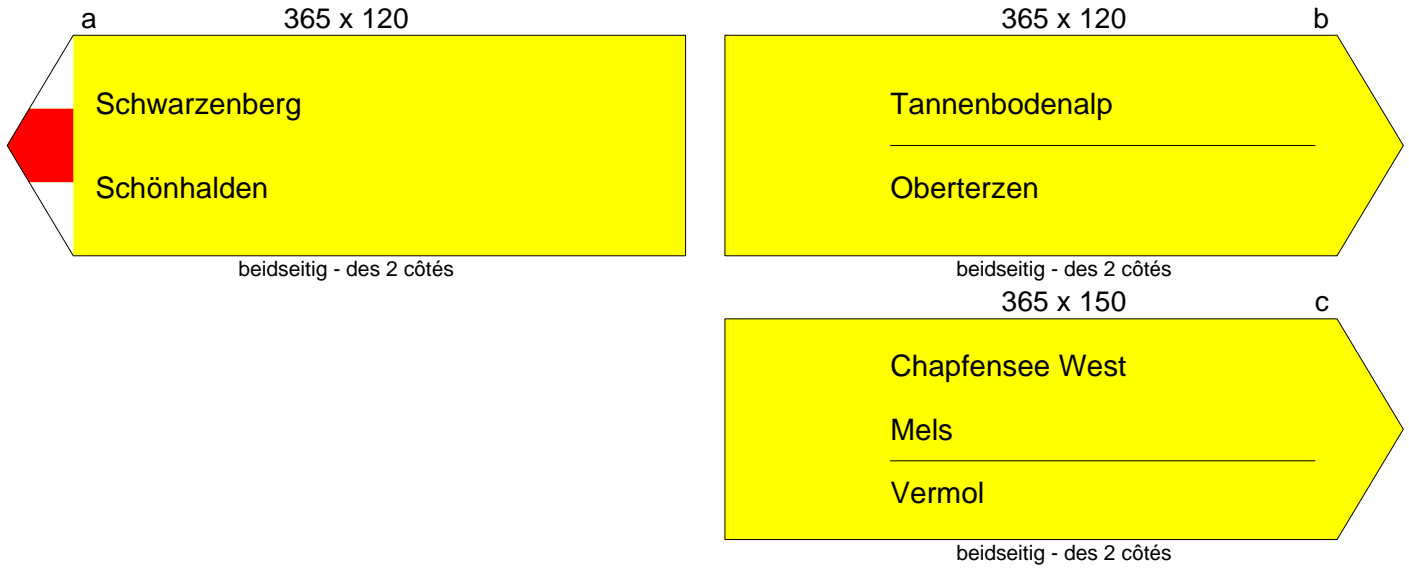 a 365 x 120
Schwarzenberg
Schönhalden
beidseitig - des 2 côtés
365 x 120 b
Tannenbodenalp
Oberterzen
beidseitig - des 2 côtés
365 x 150 c
Chapfensee West
Mels
Vermol
beidseitig - des 2 côtés